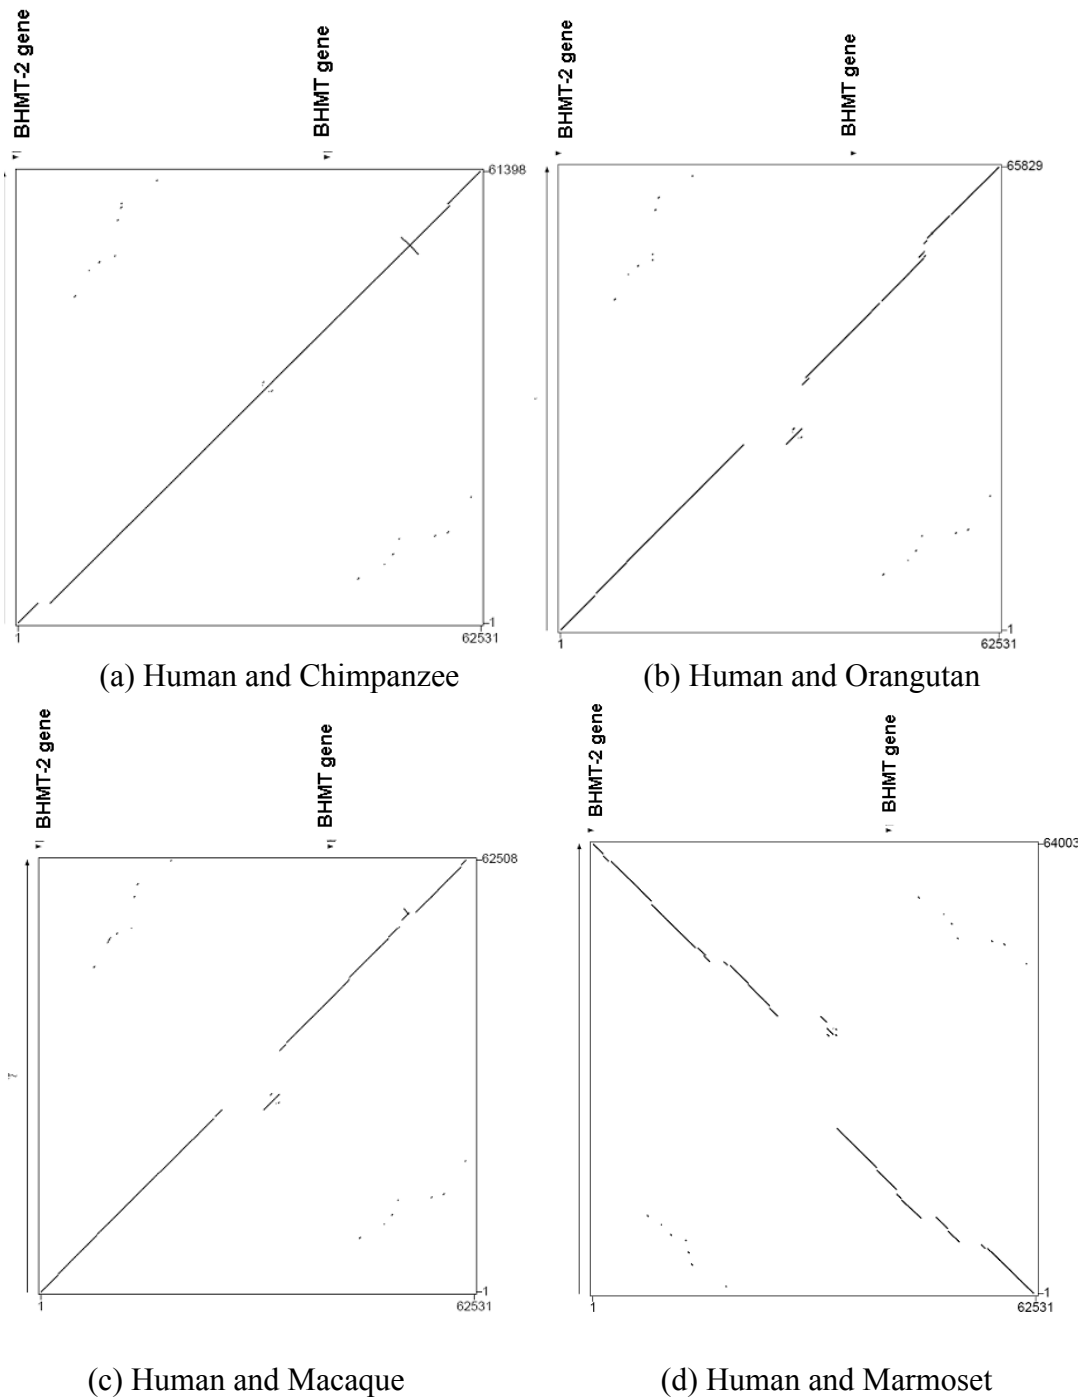 BHMT-2 gene
BHMT gene
61398
1
1
62531
(a) Human and Chimpanzee
BHMT-2 gene
BHMT gene
65829
1
1
62531
(b) Human and Orangutan
BHMT-2 gene
BHMT gene
62508
1
1
62531
(c) Human and Macaque
BHMT-2 gene
BHMT gene
64003
1
1
62531
(d) Human and Marmoset